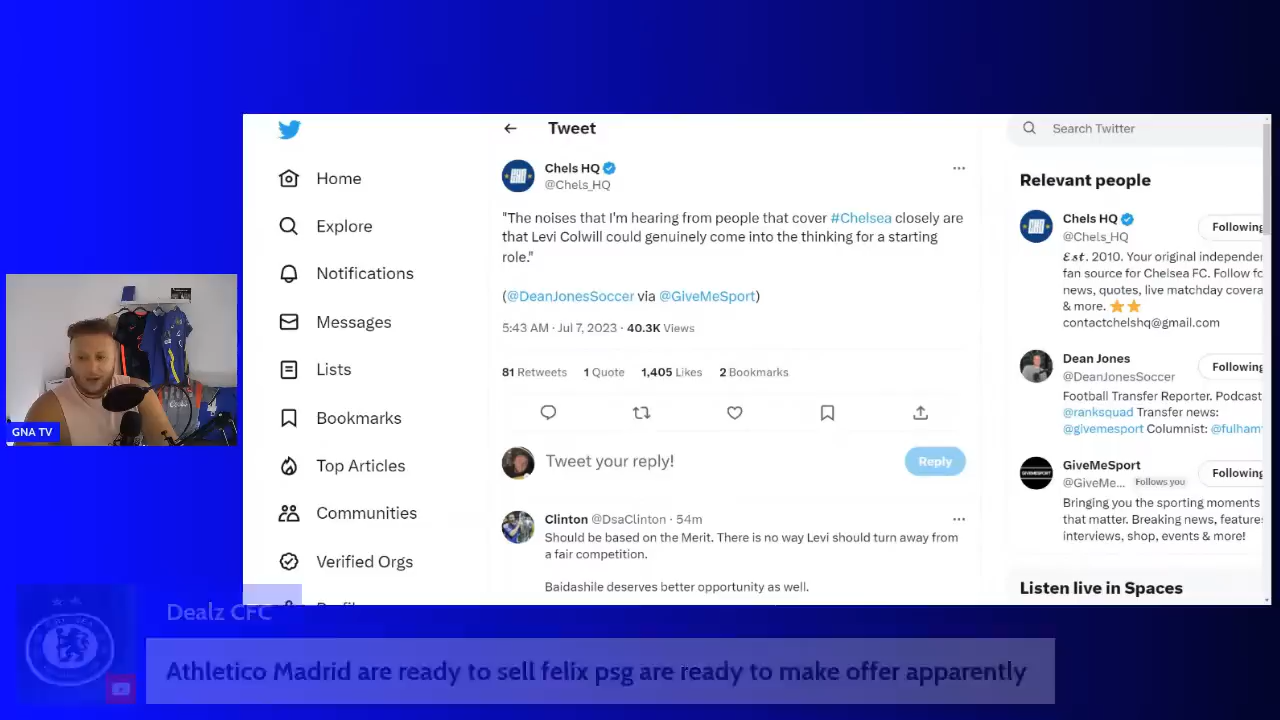 Home
Explore
Notifications
Messages
Lists
Bookmarks
Top Articles
Communities
Verified Orgs
Tweet
Chels HQ
@Chels_HQ
"The noises that I'm hearing from people that cover #Chelsea closely are
that Levi Colwill could genuinely come into the thinking for a starting
role."
(@DeanJonesSoccer via @GiveMeSport)
5:43 AM · Jul 7, 2023 · 40.3K Views
81 Retweets 1 Quote 1,405 Likes 2 Bookmarks
Tweet your reply!
Reply
Clinton @DsaClinton · 54m
Should be based on the Merit. There is no way Levi should turn away from
a fair competition.
Baidashile deserves better opportunity as well.
Search Twitter
Relevant people
Chels HQ
@Chels_HQ
Following
Est. 2010. Your original independen
fan source for Chelsea FC. Follow fo
news, quotes, live matchday covera
& more. ⭐⭐
contactchelshq@gmail.com
Dean Jones
@DeanJonesSoccer
Following
Football Transfer Reporter. Podcast
@ranksquad Transfer news:
@givemesport Columnist: @fulham
GiveMeSport
@GiveMe... Follows you
Following
Bringing you the sporting moments
that matter. Breaking news, features
interviews, shop, events & more!
Listen live in Spaces
GNA TV
Dealz CFC
Athletico Madrid are ready to sell felix psg are ready to make offer apparently